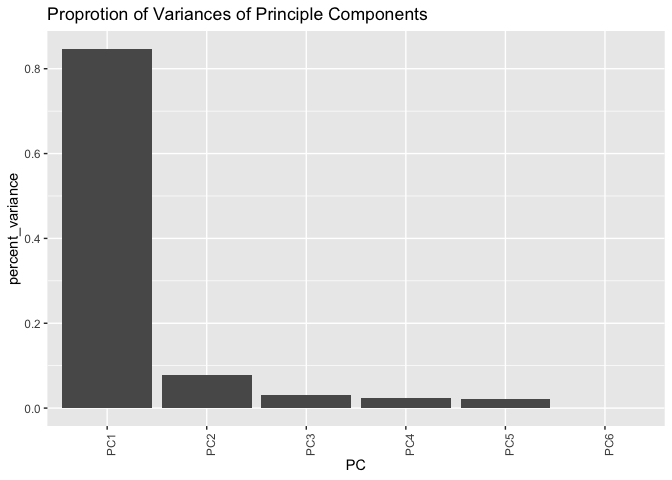 Proprotion of Variances of Principle Components
percent_variance
0.8
0.6
0.4
0.2
0.0
PC1
PC2
PC3
PC4
PC5
PC6
PC